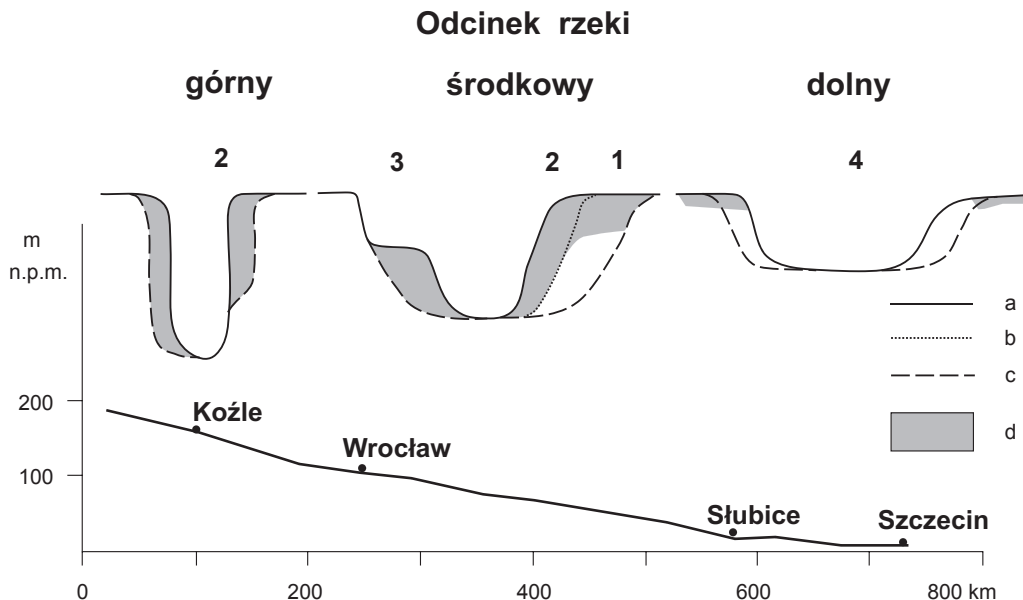 Odcinek rzeki
górny środkowy dolny
2 3 2 1 4
m
n.p.m.
a
b
c
d
200
100
Koźle
Wrocław
Słubice
Szczecin
0 200 400 600 800 km